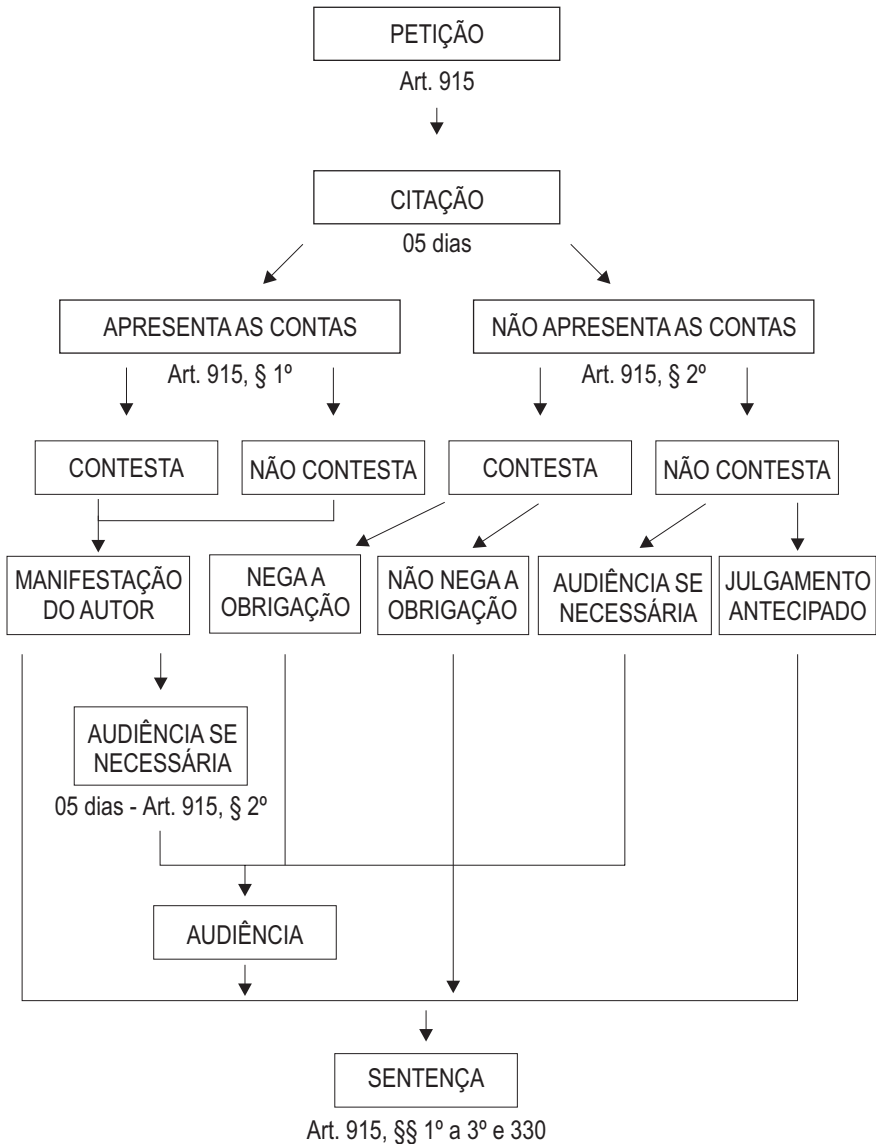 PETIÇÃO
Art. 915
CITAÇÃO
05 dias
APRESENTA AS CONTAS
NÃO APRESENTA AS CONTAS
Art. 915, § 1º
Art. 915, § 2º
CONTESTA
NÃO CONTESTA
CONTESTA
NÃO CONTESTA
MANIFESTAÇÃO
DO AUTOR
NEGA A
OBRIGAÇÃO
NÃO NEGA A
OBRIGAÇÃO
AUDIÊNCIA SE
NECESSÁRIA
JULGAMENTO
ANTECIPADO
AUDIÊNCIA SE
NECESSÁRIA
05 dias - Art. 915, § 2º
AUDIÊNCIA
SENTENÇA
Art. 915, §§ 1º a 3º e 330